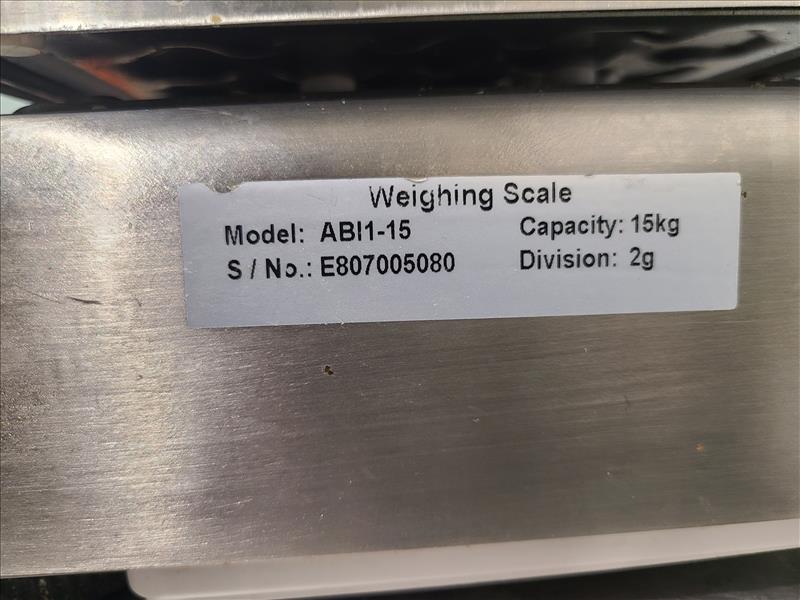 Weighing Scale
Model: ABI1-15 Capacity: 15kg
S / No.: E807005080 Division: 2g